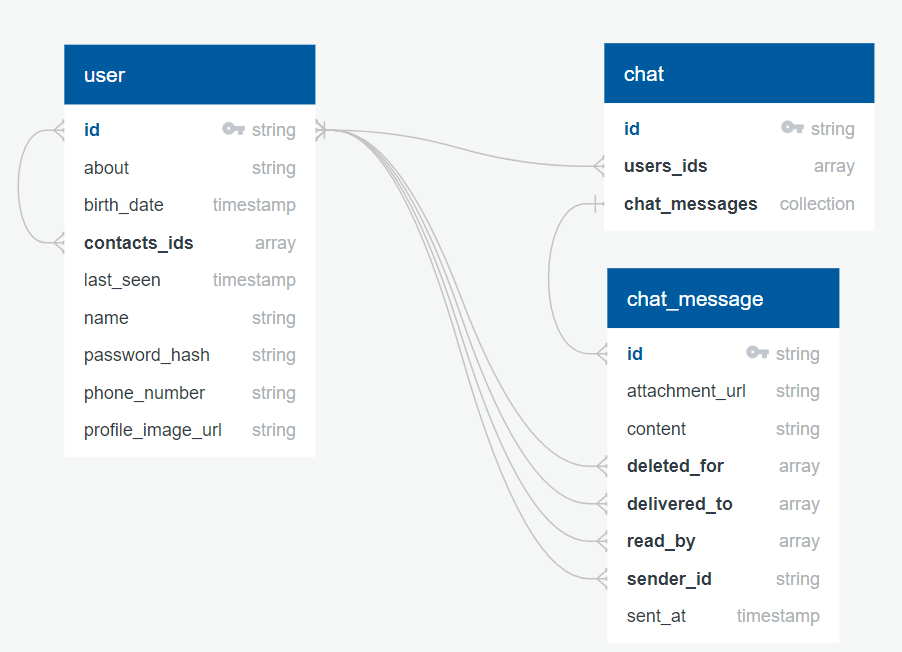 user
id string
about string
birth_date timestamp
contacts_ids array
last_seen timestamp
name string
password_hash string
phone_number string
profile_image_url string
chat
id string
users_ids array
chat_messages collection
chat_message
id string
attachment_url string
content string
deleted_for array
delivered_to array
read_by array
sender_id string
sent_at timestamp